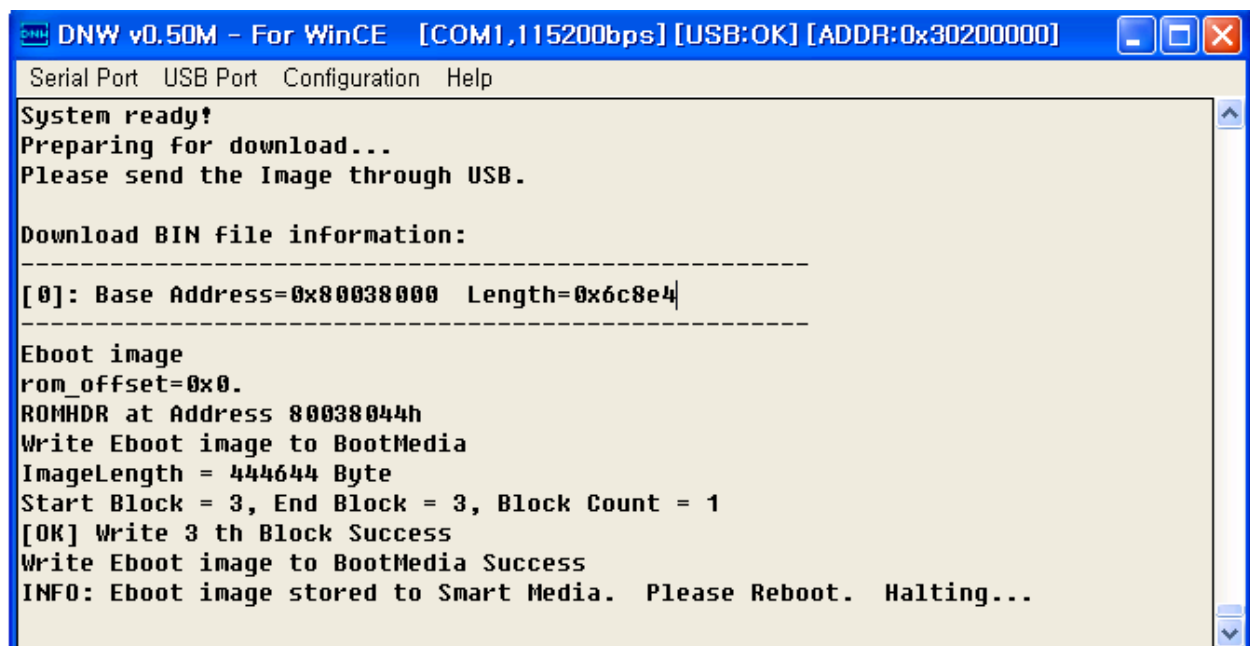 DNW v0.50M - For WinCE [COM1,115200bps] [USB:OK] [ADDR:0x30200000]
Serial Port USB Port Configuration Help
System ready!
Preparing for download...
Please send the Image through USB.
Download BIN file information:
-----------------------------------------------------
[0]: Base Address=0x80038000 Length=0x6c8e4
-----------------------------------------------------
Eboot image
rom_offset=0x0.
ROMHDR at Address 80038044h
Write Eboot image to BootMedia
ImageLength = 444644 Byte
Start Block = 3, End Block = 3, Block Count = 1
[OK] Write 3 th Block Success
Write Eboot image to BootMedia Success
INFO: Eboot image stored to Smart Media. Please Reboot. Halting...